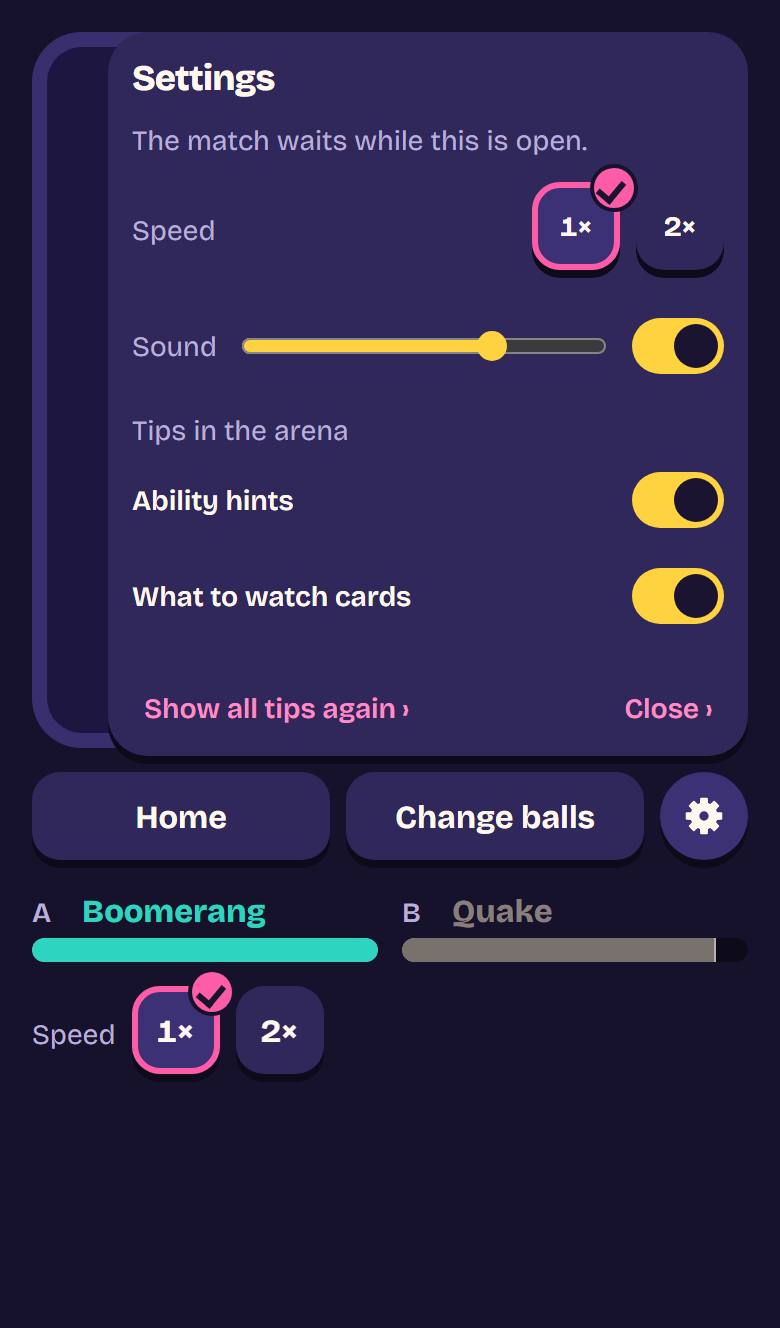 Settings
The match waits while this is open.
Speed 1× 2×
Sound
Tips in the arena
Ability hints
What to watch cards
Show all tips again › Close ›
Home Change balls
A Boomerang B Quake
Speed 1× 2×